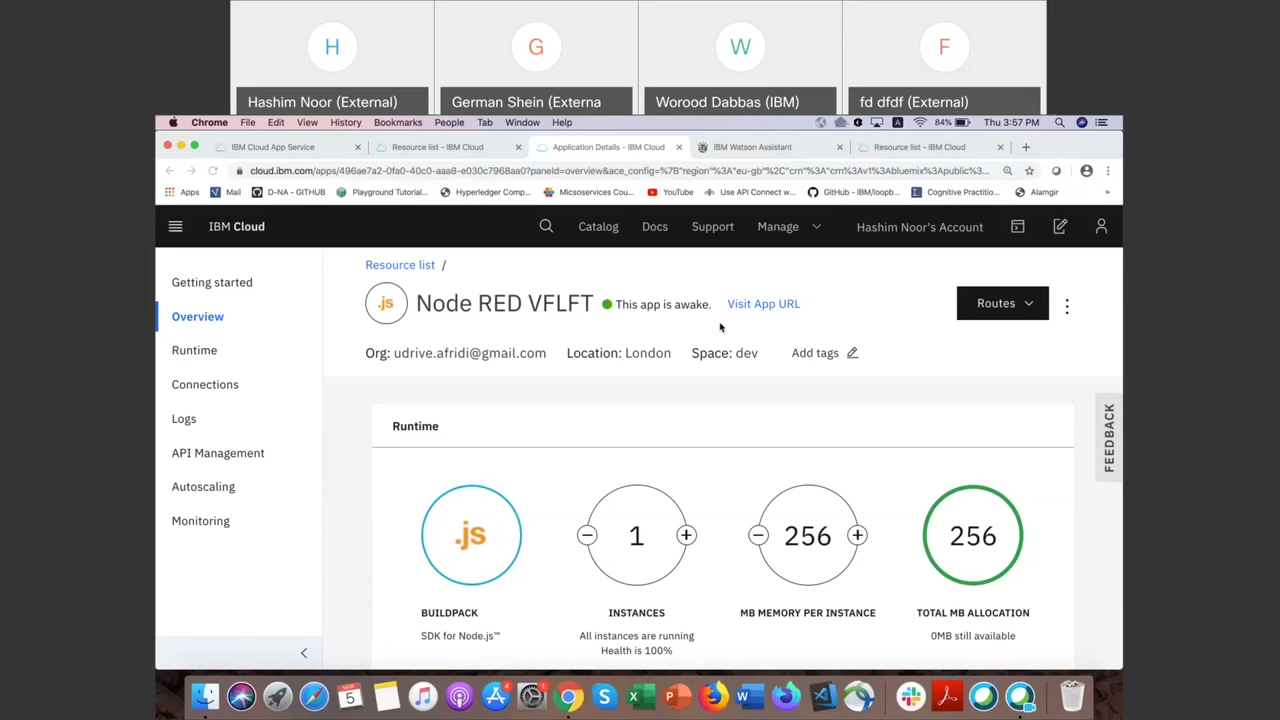 H
G
W
F
Hashim Noor (External)
German Shein (Externa
Worood Dabbas (IBM)
fd dfdf (External)
Chrome File Edit View History Bookmarks People Tab Window Help
A 84% Thu 3:57 PM
IBM Cloud App Service
Resource list - IBM Cloud
Application Details - IBM Cloud
IBM Watson Assistant
Resource list - IBM Cloud
Apps
Mail
D-NA - GITHUB
Playground Tutorial...
Hyperledger Comp...
Micosservices Cour...
YouTube
Use API Connect w...
GitHub - IBM/loopb...
Cognitive Practitio...
Alamgir
IBM Cloud
Catalog
Docs
Support
Manage
Hashim Noor's Account
Getting started
Overview
Runtime
Connections
Logs
API Management
Autoscaling
Monitoring
Resource list /
.js Node RED VFLFT This app is awake. Visit App URL
Routes
Org: udrive.afridi@gmail.com Location: London Space: dev Add tags
FEEDBACK
Runtime
.js
1
256
256
BUILDPACK
SDK for Node.js™
INSTANCES
All instances are running
Health is 100%
MB MEMORY PER INSTANCE
TOTAL MB ALLOCATION
0MB still available
MAR
5
4
1